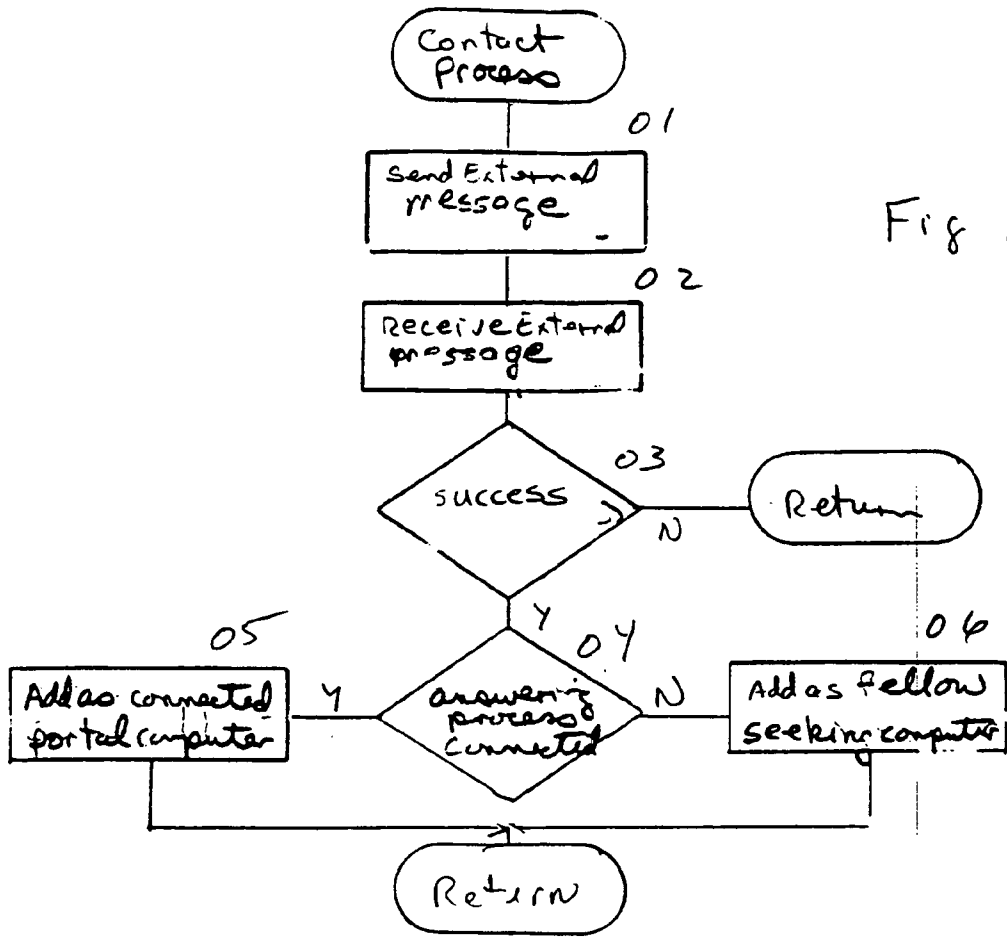 Contact
Process
01
Send External
message
Fig
02
Receive External
message
03
success
Return
N
Y
05
04
06
Add as connected
portal computer
Y
answering
process
connected
N
Add as fellow
seeking computer
Return